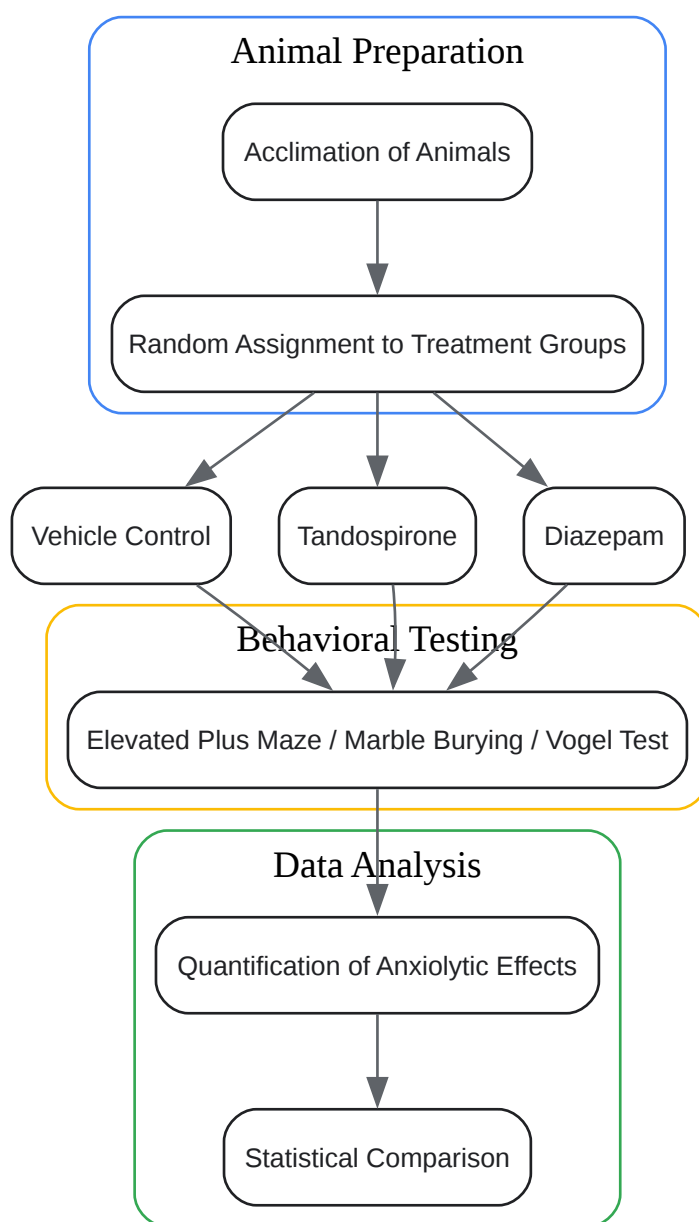 Animal Preparation
Acclimation of Animals
Random Assignment to Treatment Groups
Vehicle Control
Tandospirone
Diazepam
Behavioral Testing
Elevated Plus Maze / Marble Burying / Vogel Test
Data Analysis
Quantification of Anxiolytic Effects
Statistical Comparison